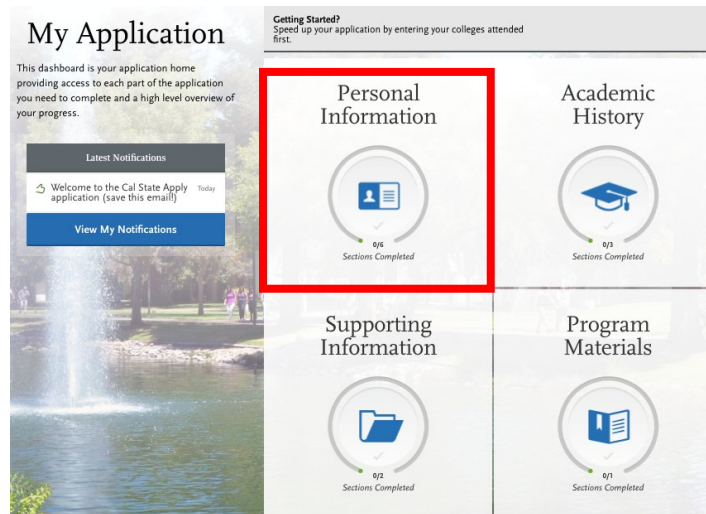 My Application
This dashboard is your application home
providing access to each part of the application
you need to complete and a high level overview of
your progress.
Latest Notifications
Welcome to the Cal State Apply Today
application (save this email!)
View My Notifications
Getting Started?
Speed up your application by entering your colleges attended
first.
Personal
Information
0/6
Sections Completed
Academic
History
0/3
Sections Completed
Supporting
Information
0/2
Sections Completed
Program
Materials
0/1
Sections Completed